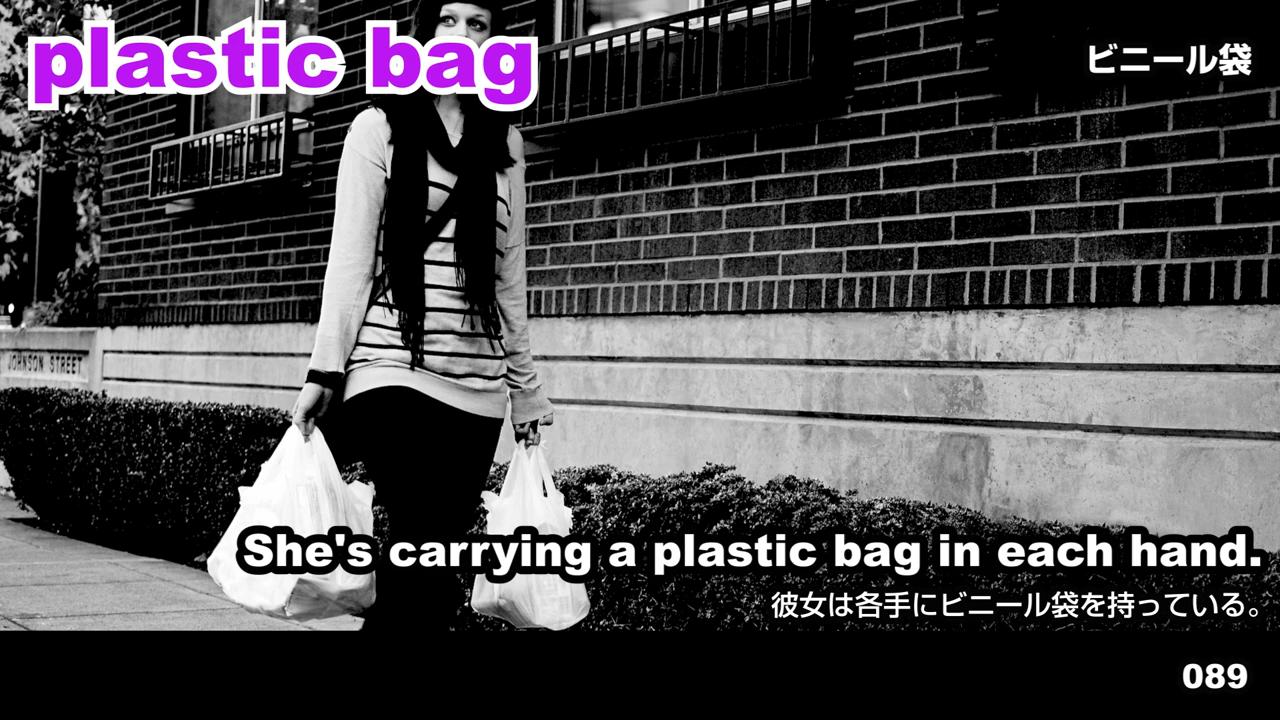 plastic bag
ビニール袋
JOHNSON STREET
She's carrying a plastic bag in each hand.
彼女は各手にビニール袋を持っている。
089